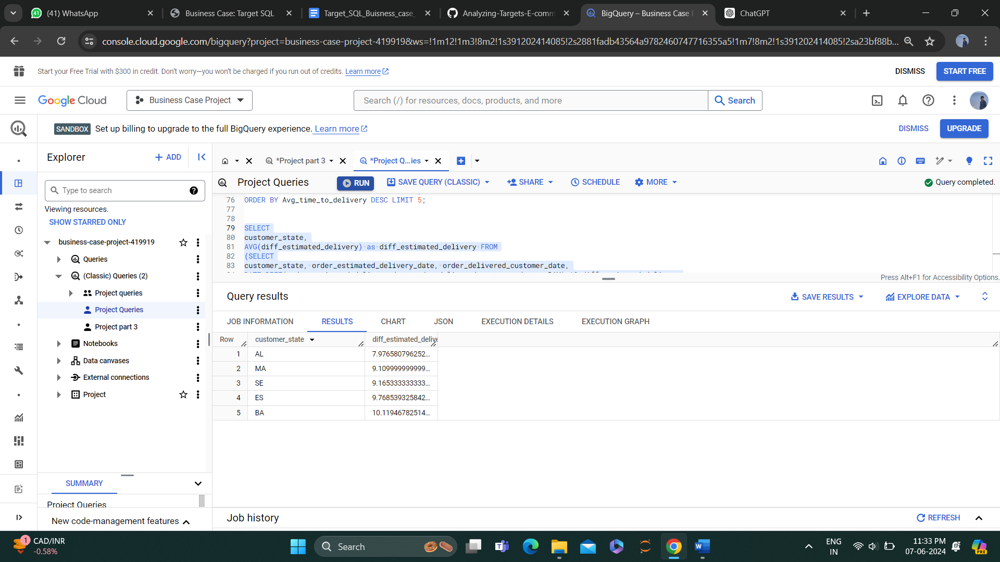 (41) WhatsApp
Business Case: Target SQL
Target_SQL_Buisness_case_
Analyzing-Targets-E-comm
BigQuery – Business Case P
ChatGPT
console.cloud.google.com/bigquery?project=business-case-project-419919&ws=!1m12!1m3!8m2!1s391202414085!2s2881fadb43564a9782460747716355a5!1m7!8m2!1s391202414085!2sa23bf88b...
Start your Free Trial with $300 in credit. Don't worry—you won't be charged if you run out of credits. Learn more
DISMISS
START FREE
Google Cloud
Business Case Project
Search (/) for resources, docs, products, and more
Search
SANDBOX
Set up billing to upgrade to the full BigQuery experience. Learn more
DISMISS
UPGRADE
Explorer
+ ADD
*Project part 3
*Project Q...ies
Type to search
Project Queries
RUN
SAVE QUERY (CLASSIC)
SHARE
SCHEDULE
MORE
Query completed.
Viewing resources.
SHOW STARRED ONLY
76 ORDER BY Avg_time_to_delivery DESC LIMIT 5;
77
78
79 SELECT
80 customer_state,
81 AVG(diff_estimated_delivery) as diff_estimated_delivery FROM
82 (SELECT
83 customer_state, order_estimated_delivery_date, order_delivered_customer_date,
Press Alt+F1 for Accessibility Options.
business-case-project-419919
Queries
(Classic) Queries (2)
Project queries
Project Queries
Project part 3
Notebooks
Data canvases
External connections
Project
Query results
SAVE RESULTS
EXPLORE DATA
JOB INFORMATION
RESULTS
CHART
JSON
EXECUTION DETAILS
EXECUTION GRAPH
Row customer_state diff_estimated_delive
1 AL 7.976580796252...
2 MA 9.109999999999...
3 SE 9.165333333333...
4 ES 9.768539325842...
5 BA 10.11946782514...
SUMMARY
Project Queries
New code-management features
Job history
REFRESH
1
CAD/INR
-0.58%
Search
ENG
IN
11:33 PM
07-06-2024
PRE